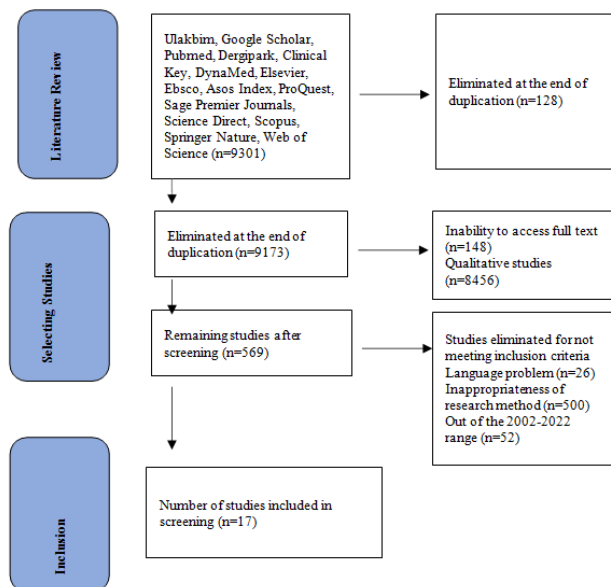 Literature Review
Ulakbim, Google Scholar,
Pubmed, Dergipark, Clinical
Key, DynaMed, Elsevier,
Ebsco, Asos Index, ProQuest,
Sage Premier Journals,
Science Direct, Scopus,
Springer Nature, Web of
Science (n=9301)
Eliminated at the end of
duplication (n=128)
Selecting Studies
Eliminated at the end of
duplication (n=9173)
Inability to access full text
(n=148)
Qualitative studies
(n=8456)
Remaining studies after
screening (n=569)
Studies eliminated for not
meeting inclusion criteria
Language problem (n=26)
Inappropriateness of
research method (n=500)
Out of the 2002-2022
range (n=52)
Inclusion
Number of studies included in
screening (n=17)